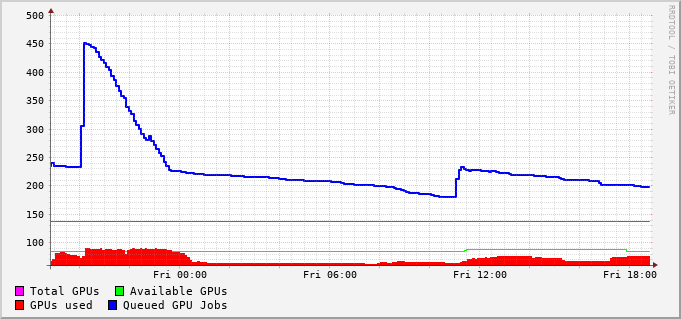 500
450
400
350
300
250
200
150
100
Fri 00:00 Fri 06:00 Fri 12:00 Fri 18:00
Total GPUs Available GPUs
GPUs used Queued GPU Jobs
RRDTOOL / TOBI OETIKER